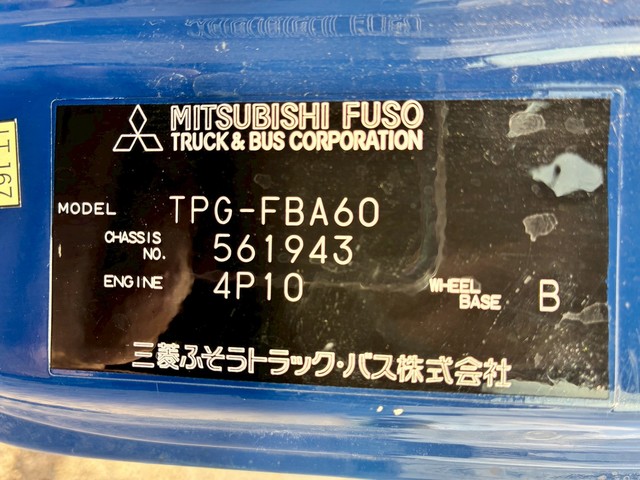 MITSUBISHI FUSO
TRUCK & BUS CORPORATION
MODEL TPG-FBA60
CHASSIS NO. 561943
ENGINE 4P10
WHEEL BASE B
三菱ふそうトラック・バス株式会社